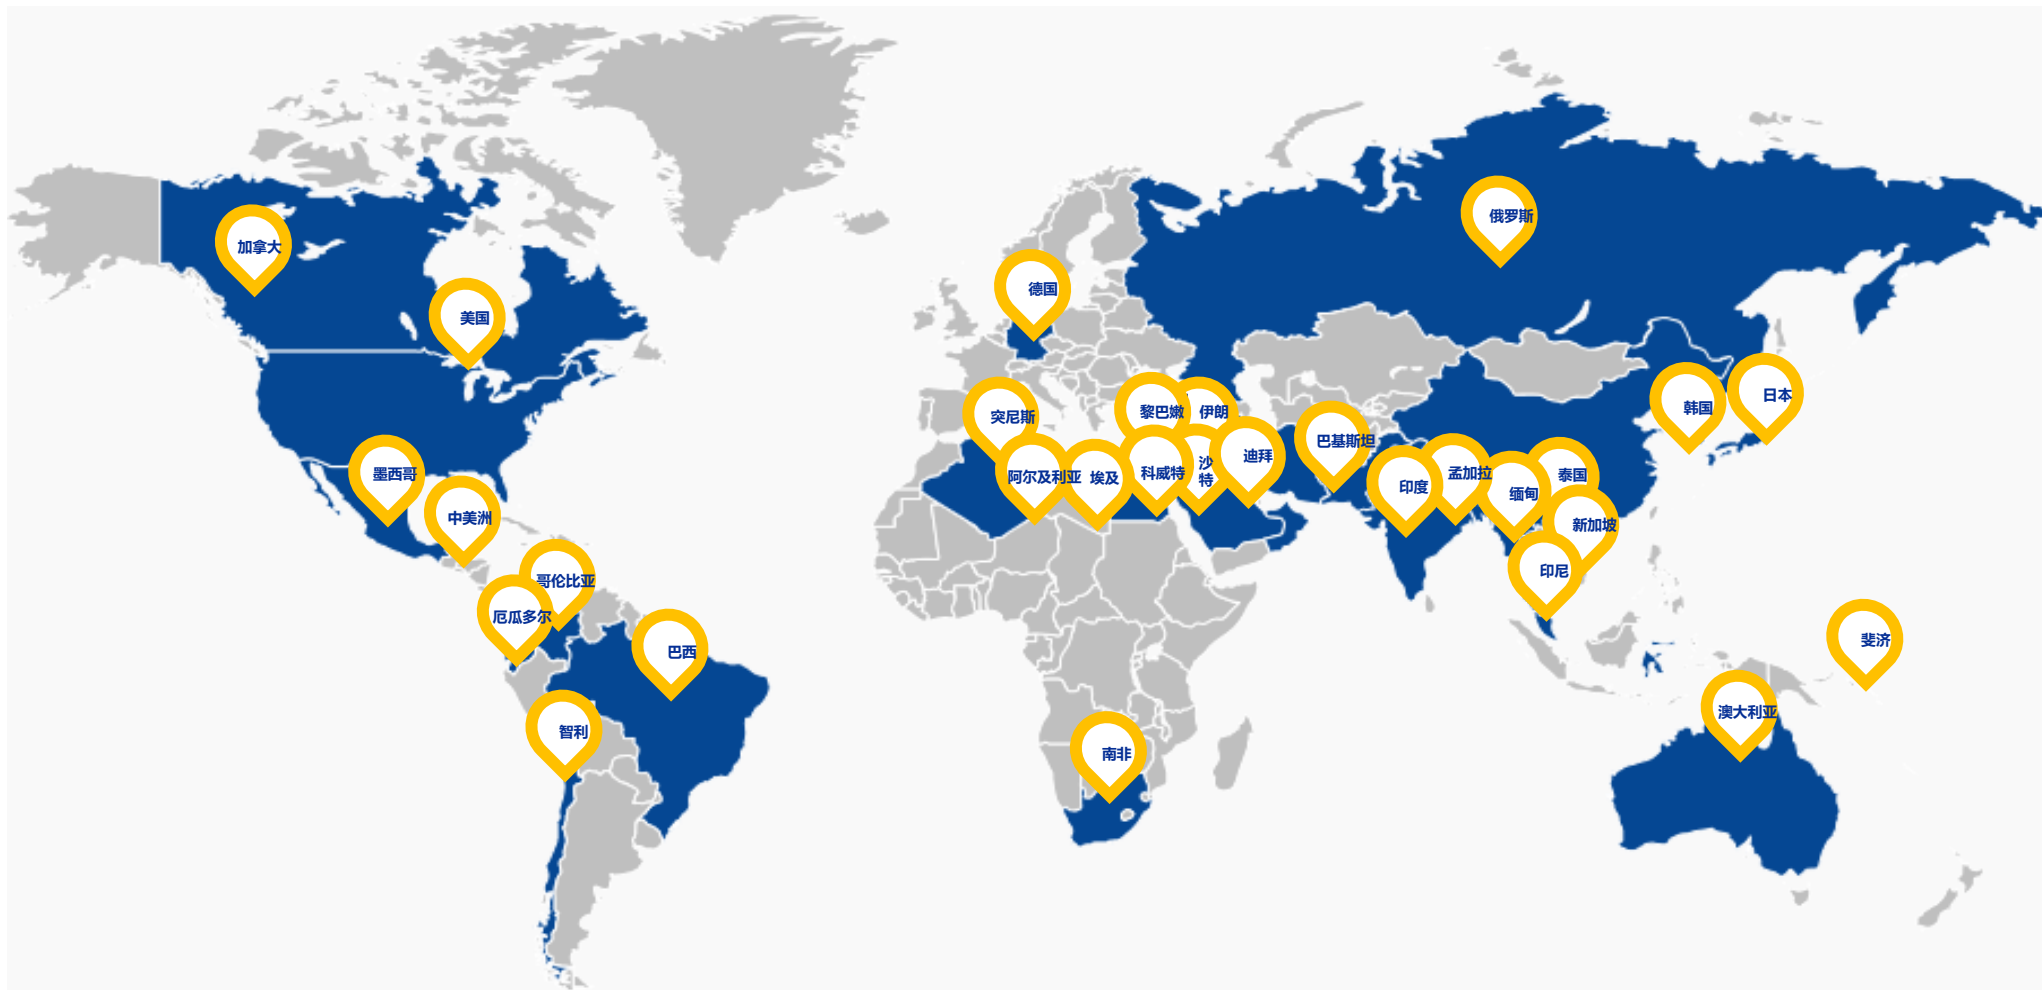 俄罗斯
加拿大
德国
美国
日本
韩国
黎巴嫩
伊朗
突尼斯
巴基斯坦
迪拜
沙
特
科威特
埃及
阿尔及利亚
墨西哥
孟加拉
泰国
印度
缅甸
中美洲
新加坡
印尼
哥伦比亚
厄瓜多尔
斐济
巴西
澳大利亚
智利
南非